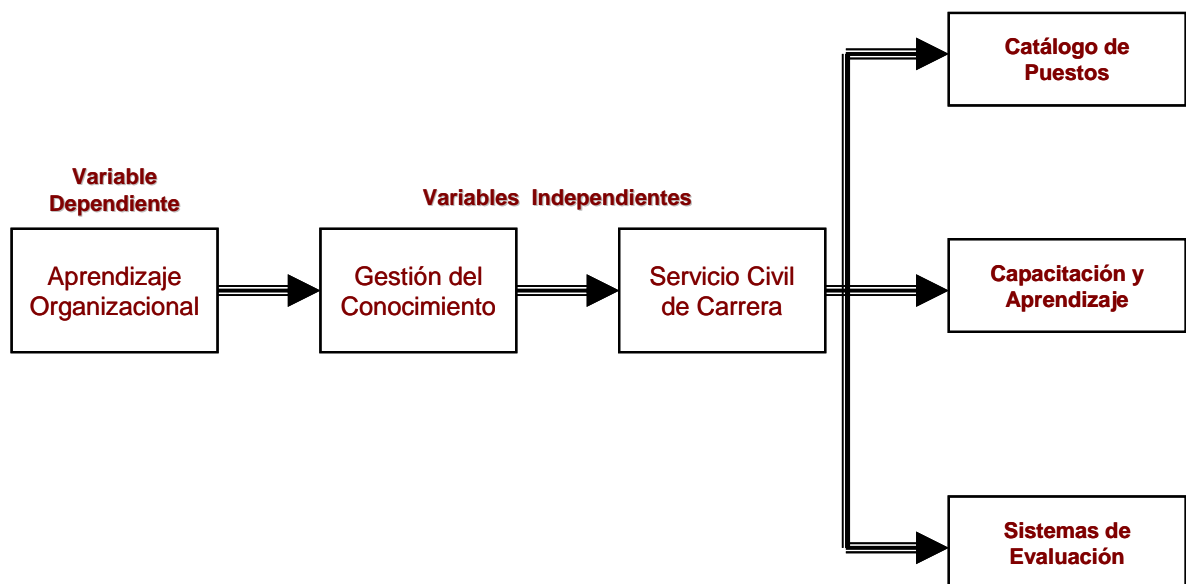 Catálogo de
Puestos
Variable
Dependiente
Variables Independientes
Aprendizaje
Organizacional
Gestión del
Conocimiento
Servicio Civil
de Carrera
Capacitación y
Aprendizaje
Sistemas de
Evaluación